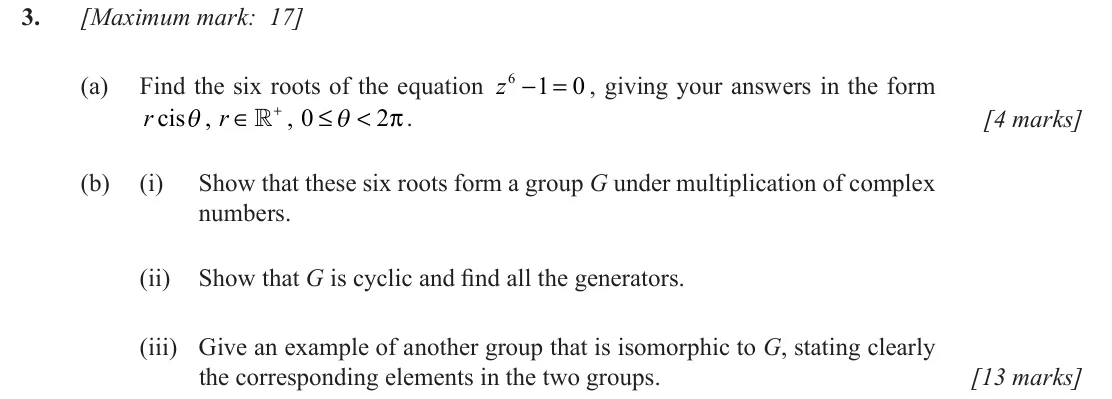 3. [Maximum mark: 17]
(a) Find the six roots of the equation z⁶ −1 = 0, giving your answers in the form
r cis θ, r ∈ ℝ⁺, 0 ≤ θ < 2π. [4 marks]
(b) (i) Show that these six roots form a group G under multiplication of complex
numbers.
(ii) Show that G is cyclic and find all the generators.
(iii) Give an example of another group that is isomorphic to G, stating clearly
the corresponding elements in the two groups. [13 marks]